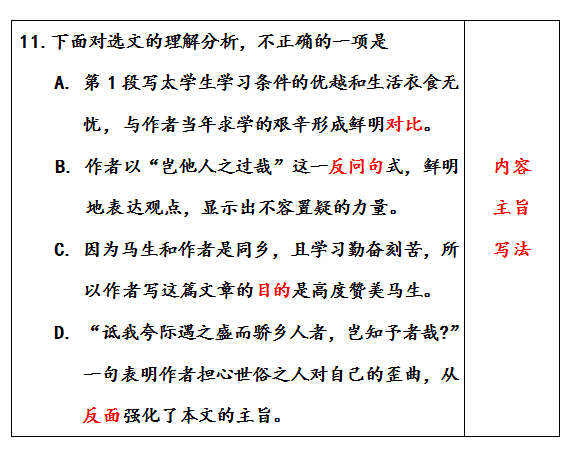 11.下面对选文的理解分析，不正确的一项是
A. 第1段写太学生学习条件的优越和生活衣食无
忧，与作者当年求学的艰辛形成鲜明对比。
B. 作者以“岂他人之过哉”这一反问句式，鲜明
地表达观点，显示出不容置疑的力量。
C. 因为马生和作者是同乡，且学习勤奋刻苦，所
以作者写这篇文章的目的是高度赞美马生。
D. “诋我夸际遇之盛而骄乡人者，岂知予者哉?”
一句表明作者担心世俗之人对自己的歪曲，从
反面强化了本文的主旨。
内容
主旨
写法